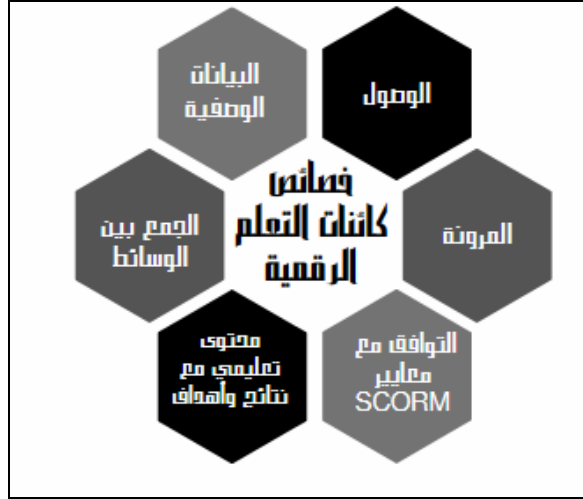 خصائص
كائنات التعلم
الرقمية
الوصول
المرونة
التوافق مع
معايير
SCORM
محتوى
تعليمي مع
نتائج وأهداف
الجمع بين
الوسائط
البيانات
الوصفية